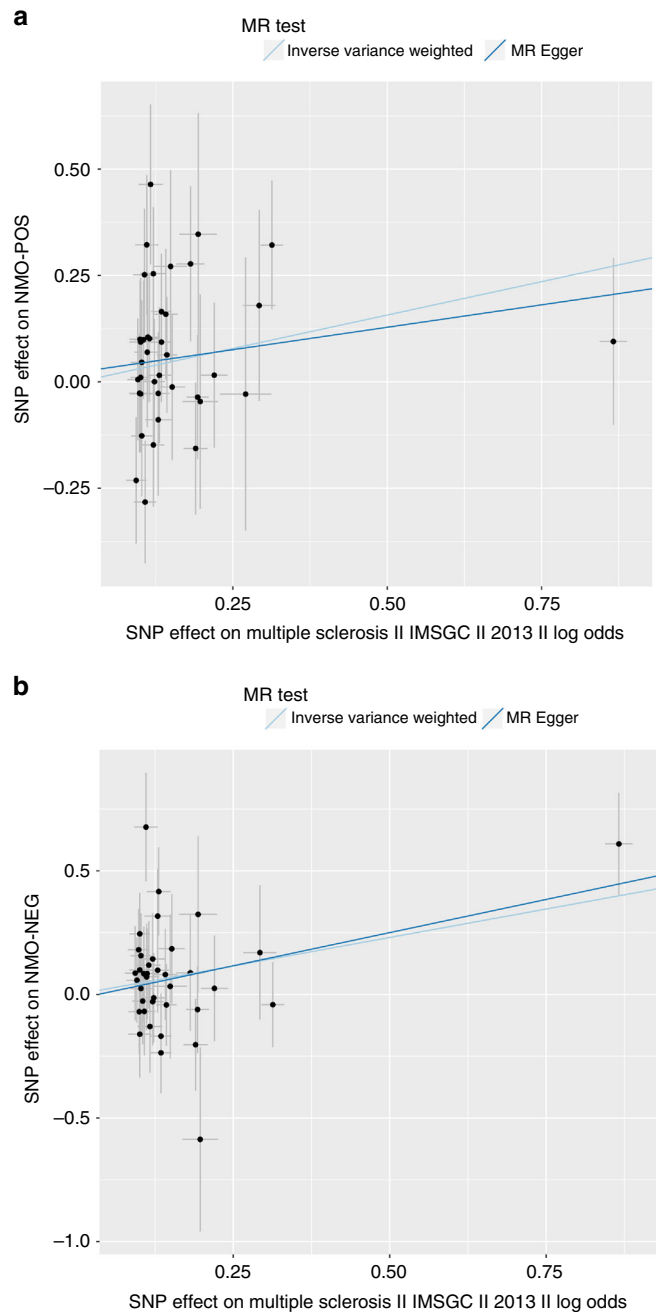 a
MR test
Inverse variance weighted MR Egger
0.50
0.25
0.00
−0.25
SNP effect on NMO-POS
0.25 0.50 0.75
SNP effect on multiple sclerosis II IMSGC II 2013 II log odds
b
MR test
Inverse variance weighted MR Egger
0.5
0.0
−0.5
−1.0
SNP effect on NMO-NEG
0.25 0.50 0.75
SNP effect on multiple sclerosis II IMSGC II 2013 II log odds